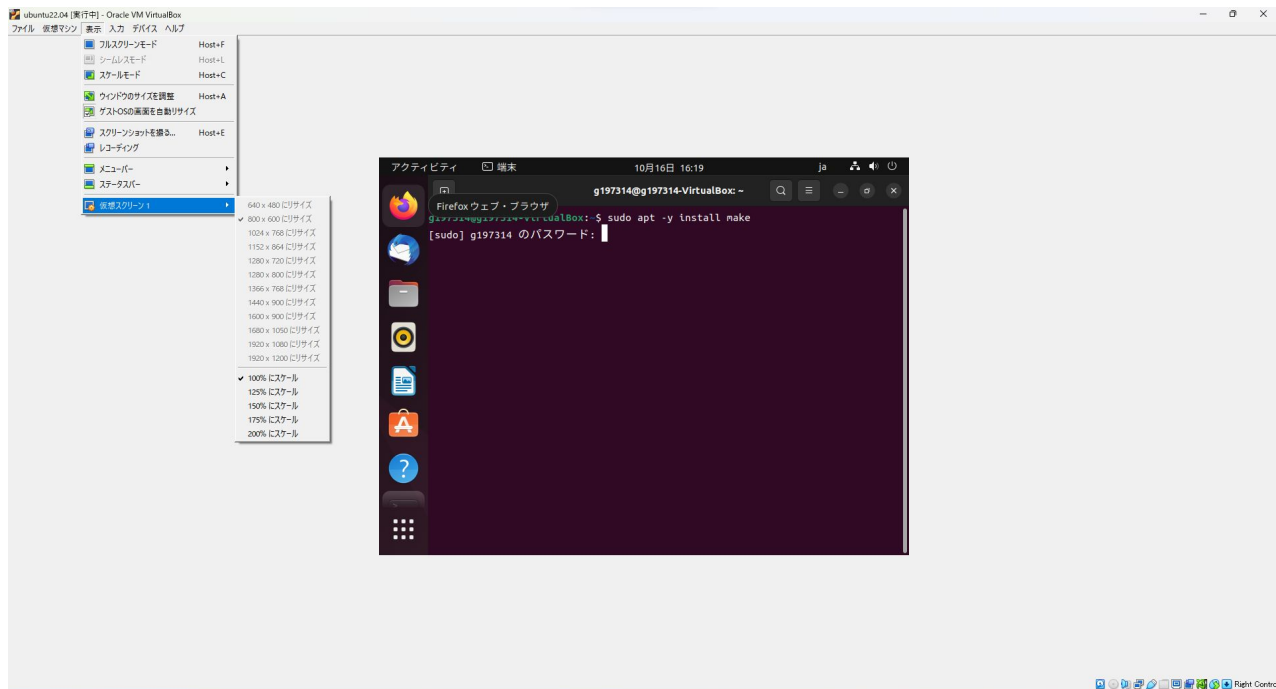 ubuntu22.04 [実行中] - Oracle VM VirtualBox
ファイル 仮想マシン 表示 入力 デバイス ヘルプ
フルスクリーンモード Host+F
シームレスモード Host+L
スケールモード Host+C
ウィンドウのサイズを調整 Host+A
ゲストOSの画面を自動リサイズ
スクリーンショットを撮る... Host+E
レコーディング
メニューバー
ステータスバー
仮想スクリーン 1
640 x 480 にリサイズ
800 x 600 にリサイズ
1024 x 768 にリサイズ
1152 x 864 にリサイズ
1280 x 720 にリサイズ
1280 x 800 にリサイズ
1366 x 768 にリサイズ
1440 x 900 にリサイズ
1600 x 900 にリサイズ
1680 x 1050 にリサイズ
1920 x 1080 にリサイズ
1920 x 1200 にリサイズ
100% にスケール
125% にスケール
150% にスケール
175% にスケール
200% にスケール
アクティビティ 端末 10月16日 16:19 ja
g197314@g197314-VirtualBox: ~
Firefox ウェブ・ブラウザ
g197314@g197314-VirtualBox:~$ sudo apt -y install make
[sudo] g197314 のパスワード:
Right Contro